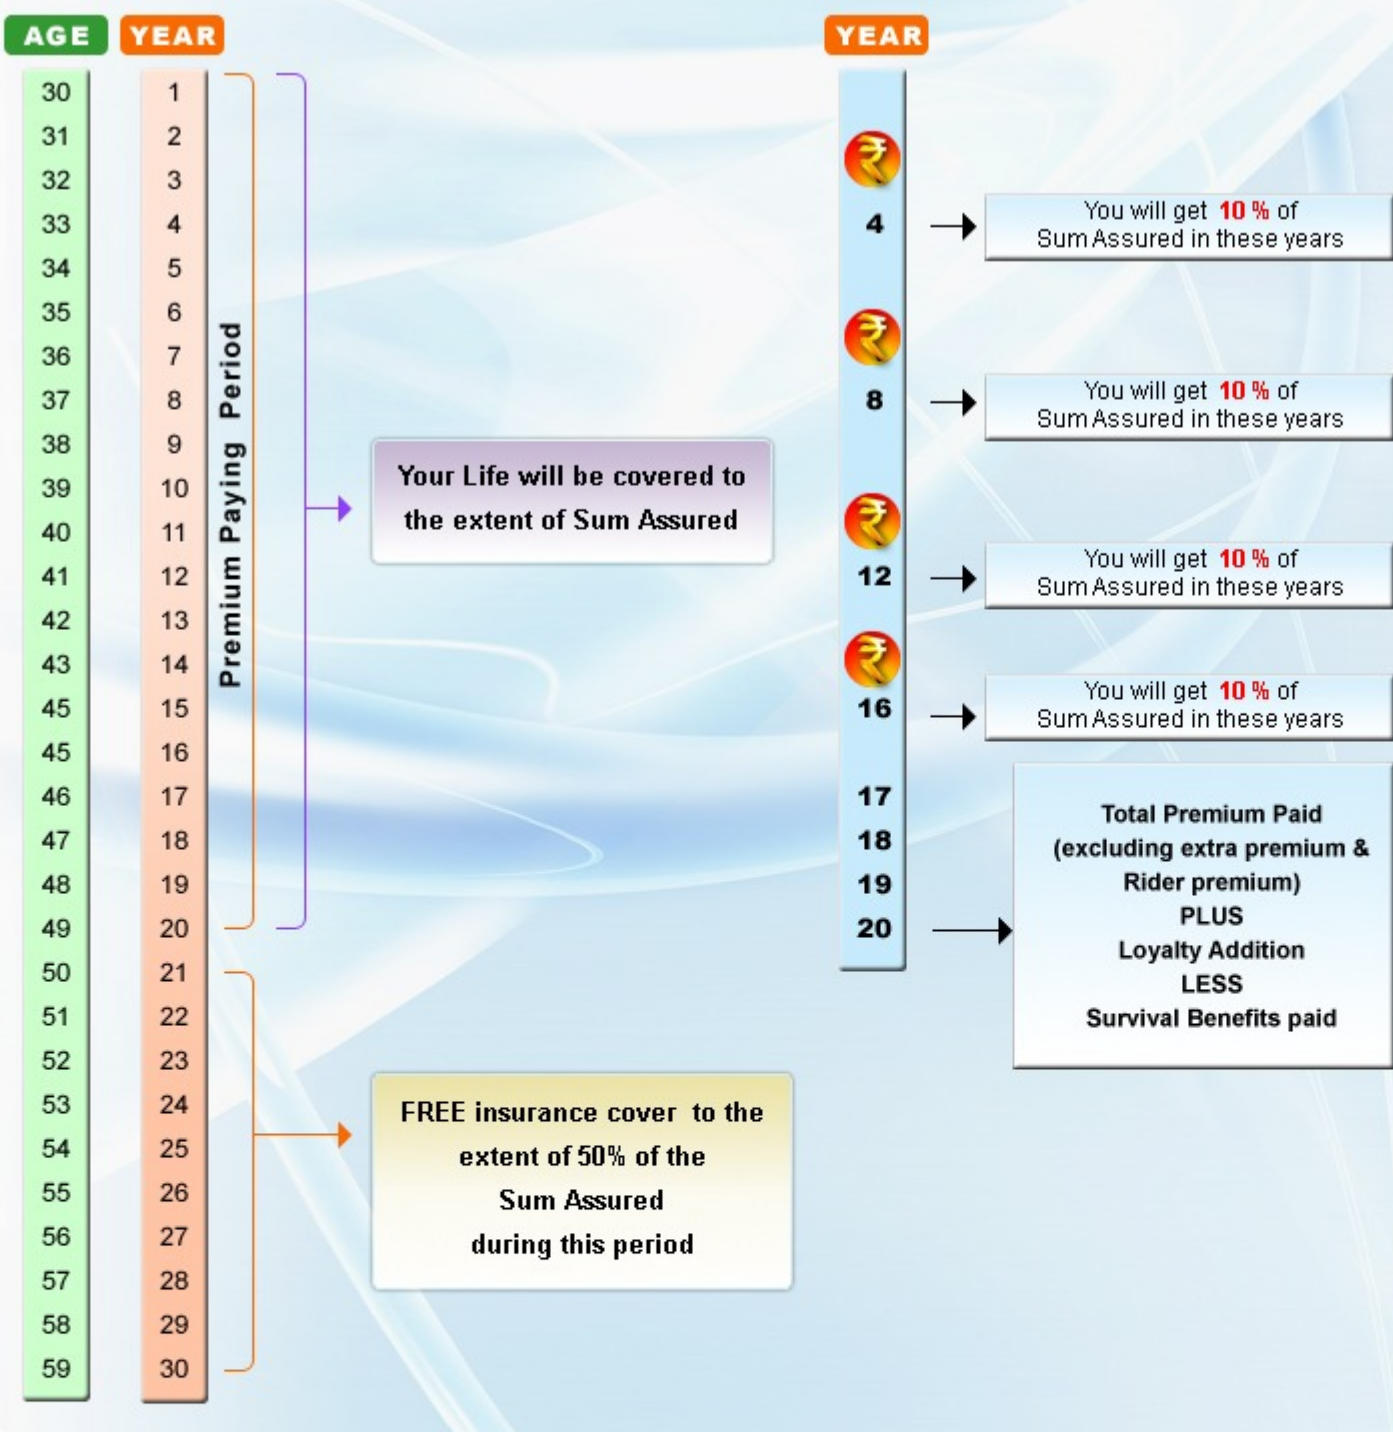 AGE YEAR YEAR
30 1
31 2
32 3
33 4 4 You will get 10 % of
Sum Assured in these years
34 5
35 6
36 7
37 8 8 You will get 10 % of
Sum Assured in these years
38 9
39 10
40 11
41 12 12 You will get 10 % of
Sum Assured in these years
42 13
43 14
45 15 16 You will get 10 % of
Sum Assured in these years
45 16
46 17 17
47 18 18
48 19 19
49 20 20
50 21
51 22
52 23
53 24
54 25
55 26
56 27
57 28
58 29
59 30
Premium Paying Period
Your Life will be covered to
the extent of Sum Assured
FREE insurance cover to the
extent of 50% of the
Sum Assured
during this period
₹
₹
₹
₹
Total Premium Paid
(excluding extra premium &
Rider premium)
PLUS
Loyalty Addition
LESS
Survival Benefits paid